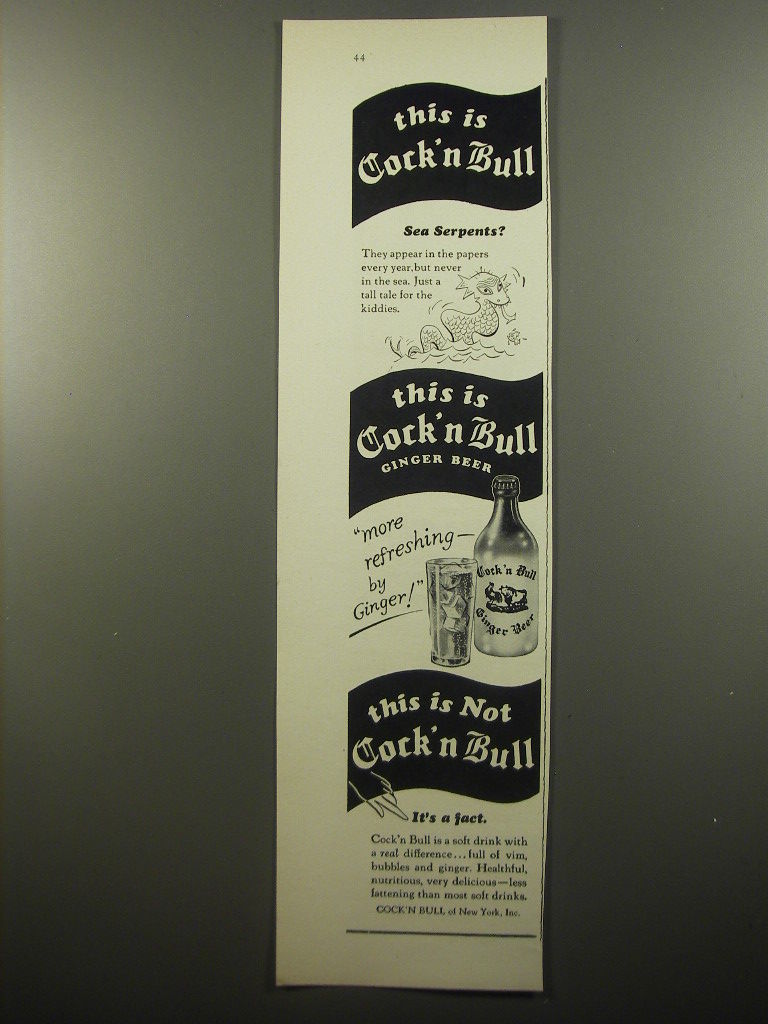 44
this is
Cock'n Bull
Sea Serpents?
They appear in the papers
every year, but never
in the sea. Just a
tall tale for the
kiddies.
this is
Cock'n Bull
GINGER BEER
"more
refreshing—
by
Ginger!"
Cock'n Bull
Ginger Beer
this is Not
Cock'n Bull
It's a fact.
Cock'n Bull is a soft drink with
a real difference...full of vim,
bubbles and ginger. Healthful,
nutritious, very delicious—less
fattening than most soft drinks.
COCK'N BULL of New York, Inc.